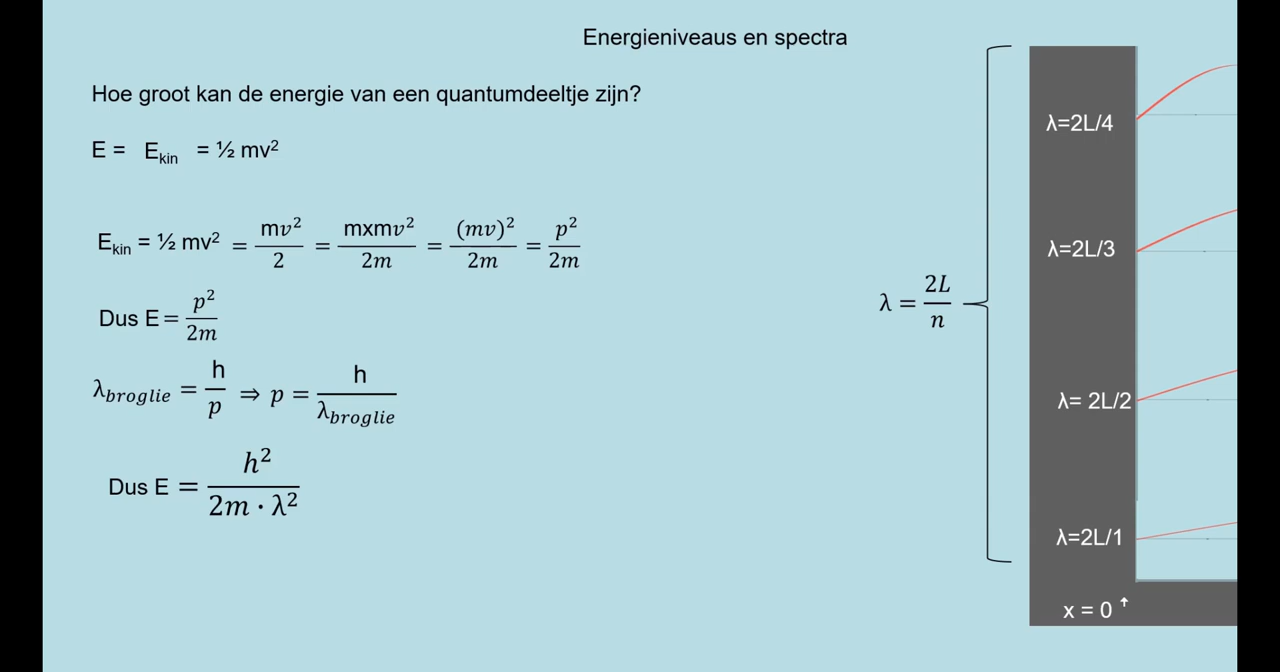 Energieniveaus en spectra
Hoe groot kan de energie van een quantumdeeltje zijn?
E = E_kin = ½ mv²
E_kin = ½ mv² = mv²/2 = mxmv²/2m = (mv)²/2m = p²/2m
Dus E = p²/2m
λ_broglie = h/p ⇒ p = h/λ_broglie
Dus E = h²/2m · λ²
λ = 2L/n
λ=2L/4
λ=2L/3
λ= 2L/2
λ=2L/1
x = 0 ↑